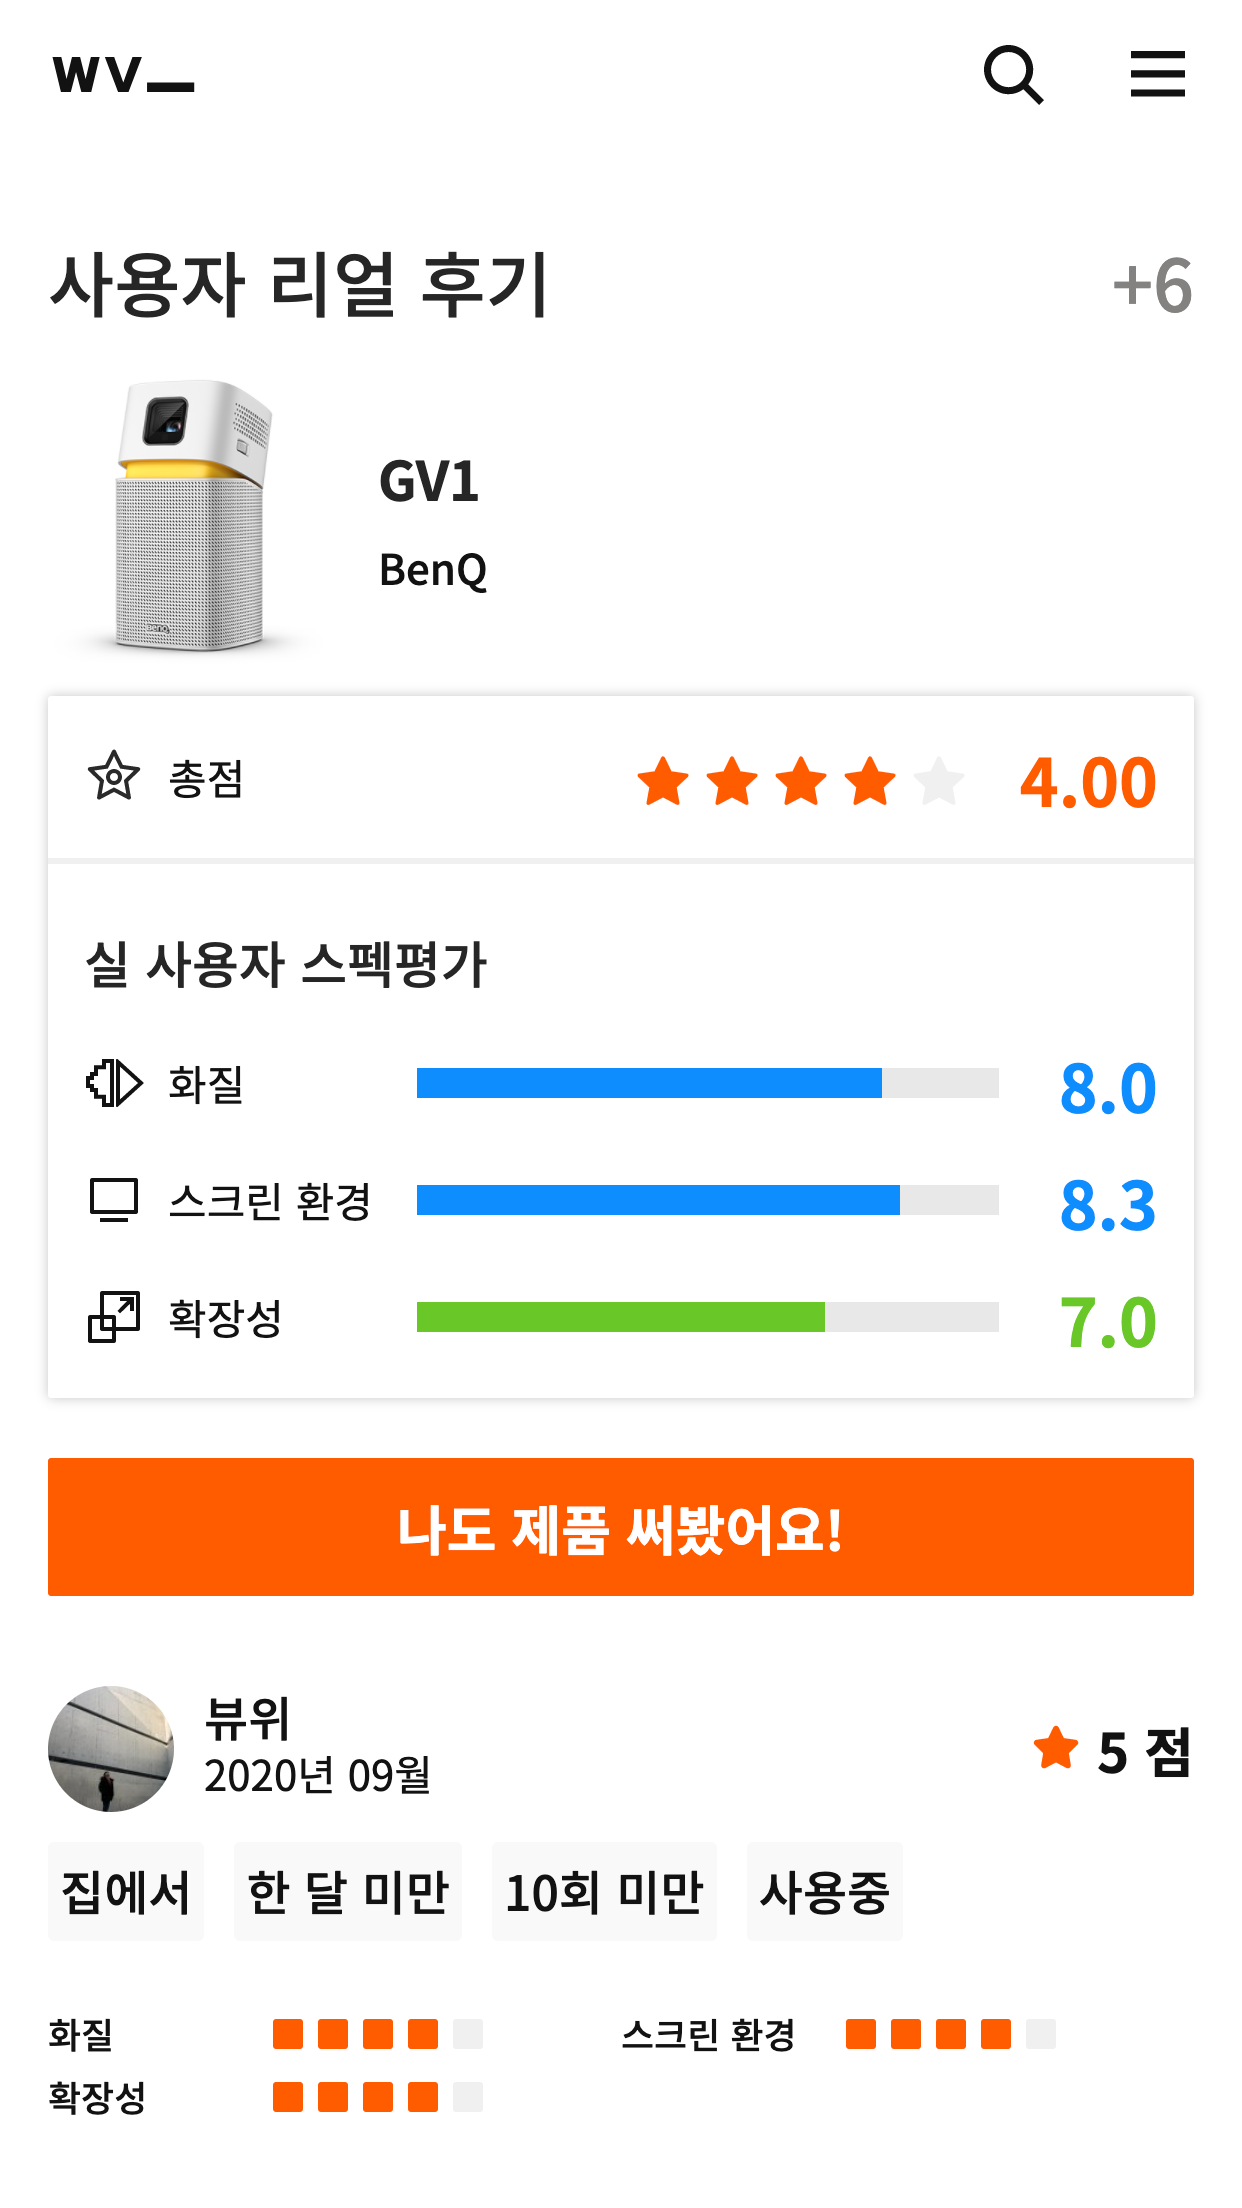 WV_
사용자 리얼 후기 +6
GV1
BenQ
BenQ
총점 4.00
실 사용자 스펙평가
화질 8.0
스크린 환경 8.3
확장성 7.0
나도 제품 써봤어요!
뷰위
2020년 09월
5 점
집에서 한 달 미만 10회 미만 사용중
화질 스크린 환경
확장성